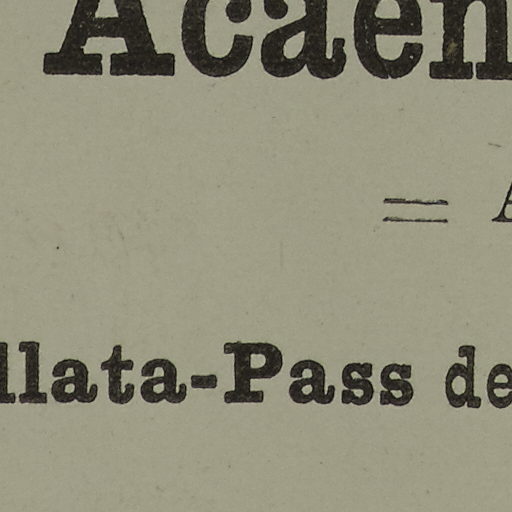 Acaen
= A
llata-Pass de